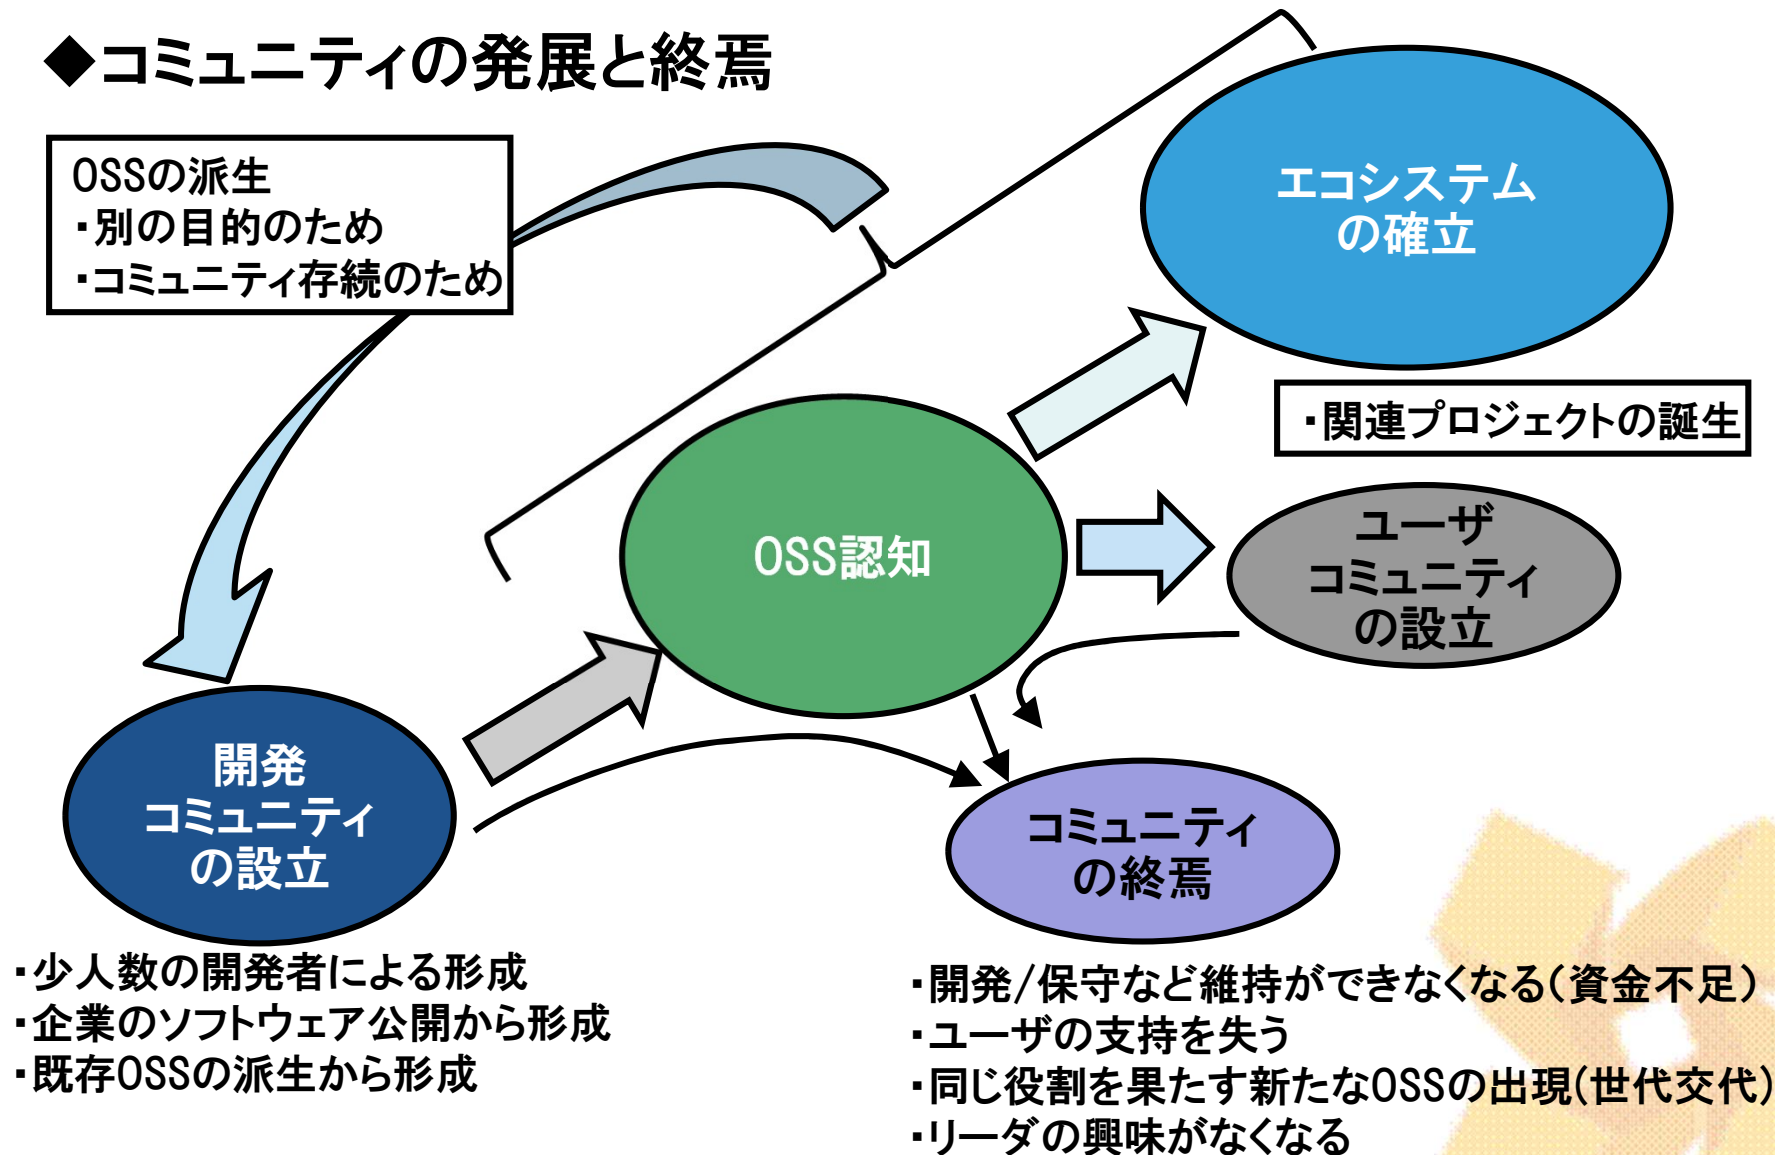 ◆コミュニティの発展と終焉
OSSの派生
・別の目的のため
・コミュニティ存続のため
エコシステム
の確立
・関連プロジェクトの誕生
OSS認知
ユーザ
コミュニティ
の設立
開発
コミュニティ
の設立
コミュニティ
の終焉
・少人数の開発者による形成
・企業のソフトウェア公開から形成
・既存OSSの派生から形成
・開発/保守など維持ができなくなる(資金不足)
・ユーザの支持を失う
・同じ役割を果たす新たなOSSの出現(世代交代)
・リーダの興味がなくなる